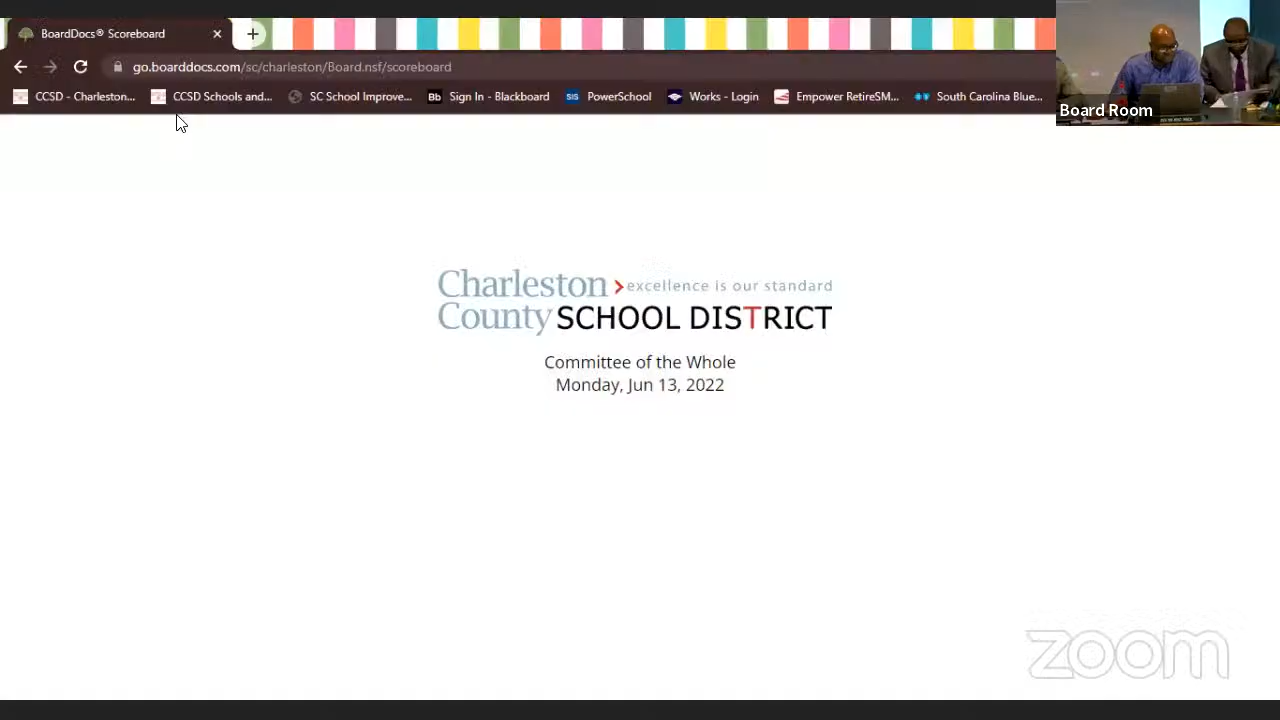 BoardDocs® Scoreboard
go.boarddocs.com/sc/charleston/Board.nsf/scoreboard
CCSD - Charleston...
CCSD Schools and...
SC School Improve...
Bb Sign In - Blackboard
SIS PowerSchool
Works - Login
Empower RetireSM...
South Carolina Blue...
Board Room
Charleston excellence is our standard
County SCHOOL DISTRICT
Committee of the Whole
Monday, Jun 13, 2022
zoom